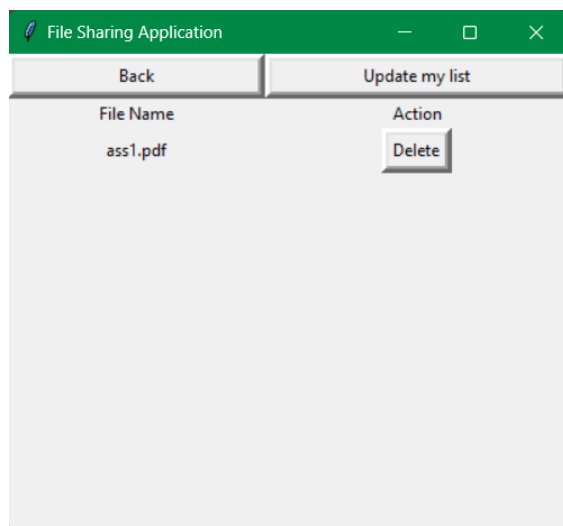 File Sharing Application
Back Update my list
File Name Action
ass1.pdf Delete